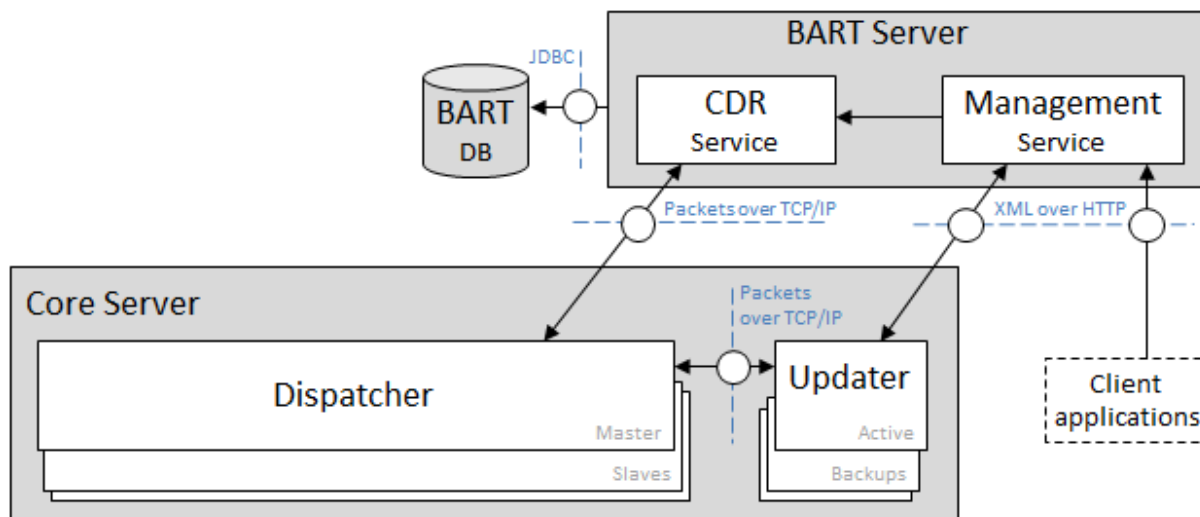 BART Server
JDBC
BART
DB
CDR
Service
Management
Service
Packets over TCP/IP
XML over HTTP
Core Server
Packets
over TCP/IP
Dispatcher
Master
Slaves
Updater
Active
Backups
Client
applications